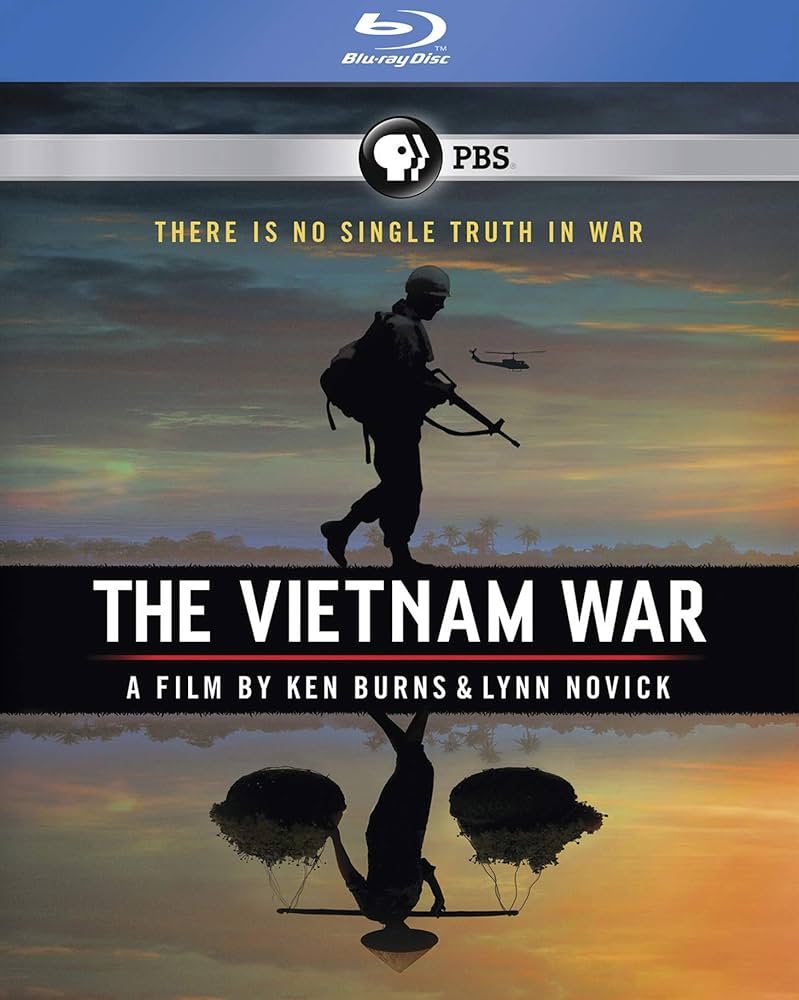 Blu-ray Disc™
PBS®
THERE IS NO SINGLE TRUTH IN WAR
THE VIETNAM WAR
A FILM BY KEN BURNS & LYNN NOVICK